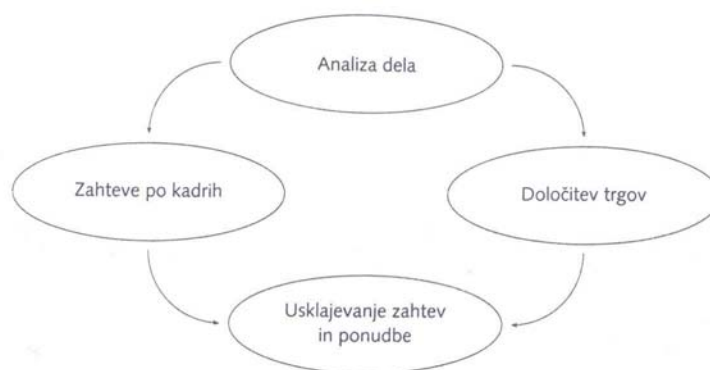 Analiza dela
Zahteve po kadrih
Določitev trgov
Usklajevanje zahtev
in ponudbe